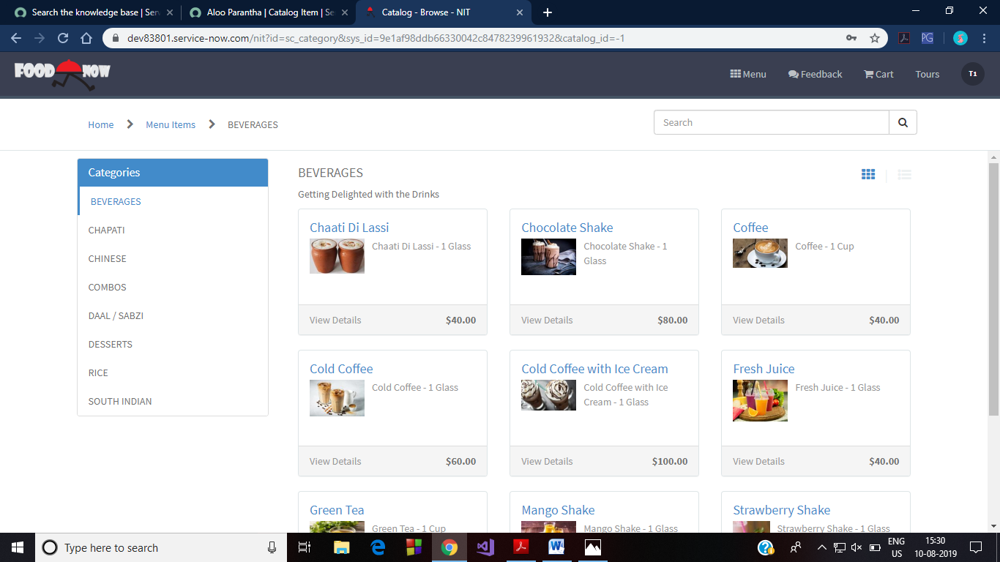 Search the knowledge base | Ser
Aloo Parantha | Catalog Item | Se
Catalog - Browse - NIT
dev83801.service-now.com/nit?id=sc_category&sys_id=9e1af98ddb66330042c8478239961932&catalog_id=-1
FOOD NOW
Menu
Feedback
Cart
Tours
T1
Home
Menu Items
BEVERAGES
Search
Categories
BEVERAGES
CHAPATI
CHINESE
COMBOS
DAAL / SABZI
DESSERTS
RICE
SOUTH INDIAN
BEVERAGES
Getting Delighted with the Drinks
Chaati Di Lassi
Chaati Di Lassi - 1 Glass
View Details $40.00
Chocolate Shake
Chocolate Shake - 1
Glass
View Details $80.00
Coffee
Coffee - 1 Cup
View Details $40.00
Cold Coffee
Cold Coffee - 1 Glass
View Details $60.00
Cold Coffee with Ice Cream
Cold Coffee with Ice
Cream - 1 Glass
View Details $100.00
Fresh Juice
Fresh Juice - 1 Glass
View Details $40.00
Green Tea
Green Tea - 1 Cup
Mango Shake
Mango Shake - 1 Glass
Strawberry Shake
Strawberry Shake - 1 Glass
PG
Type here to search
ENG
US
15:30
10-08-2019